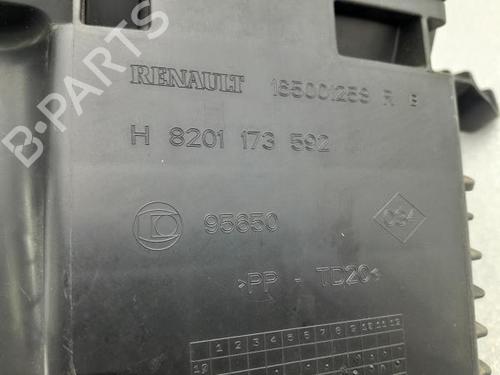 RENAULT 165001259 R B
H 8201 173 592
95650 034
>PP - TD20<
1 2 3 4 5 6 7 8 9 10 11 12
B-PARTS